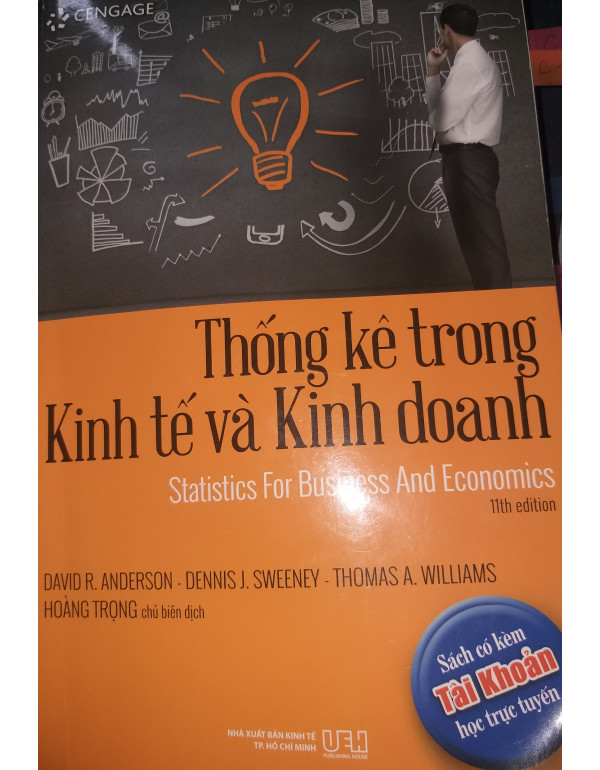 CENGAGE
Thống kê trong
Kinh tế và Kinh doanh
Statistics For Business And Economics
11th edition
DAVID R. ANDERSON - DENNIS J. SWEENEY - THOMAS A. WILLIAMS
HOÀNG TRỌNG chủ biên dịch
Sách có kèm
Tài Khoản
học trực tuyến
NHÀ XUẤT BẢN KINH TẾ
TP. HỒ CHÍ MINH
UEH
PUBLISHING HOUSE